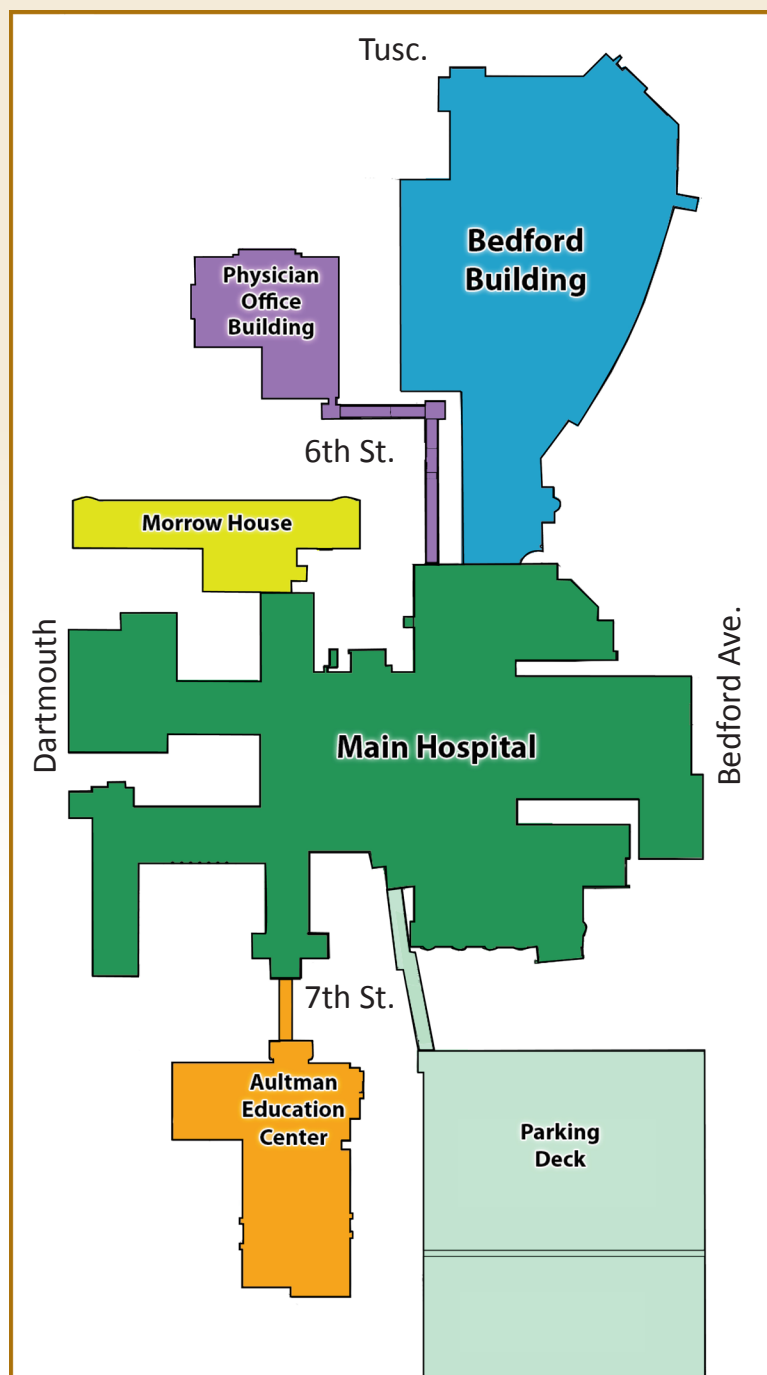 Tusc.
Bedford
Building
Physician
Office
Building
6th St.
Morrow House
Dartmouth
Bedford Ave.
Main Hospital
7th St.
Aultman
Education
Center
Parking
Deck